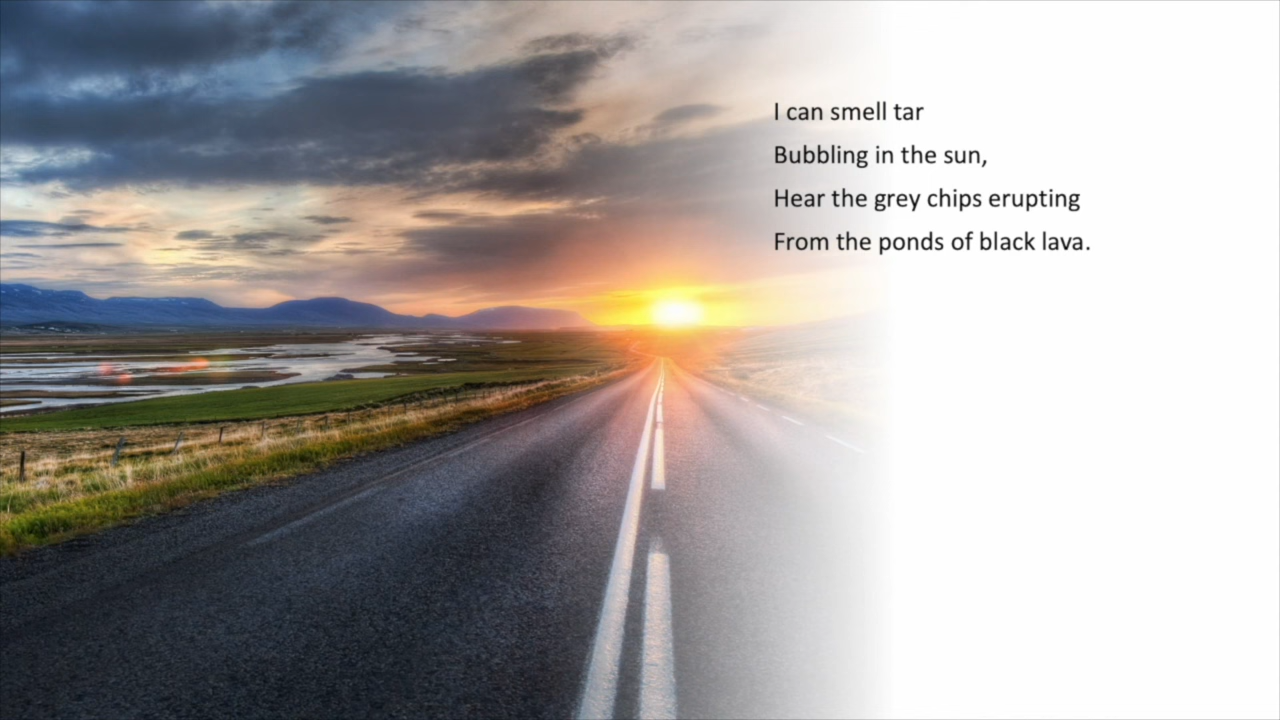 I can smell tar
Bubbling in the sun,
Hear the grey chips erupting
From the ponds of black lava.